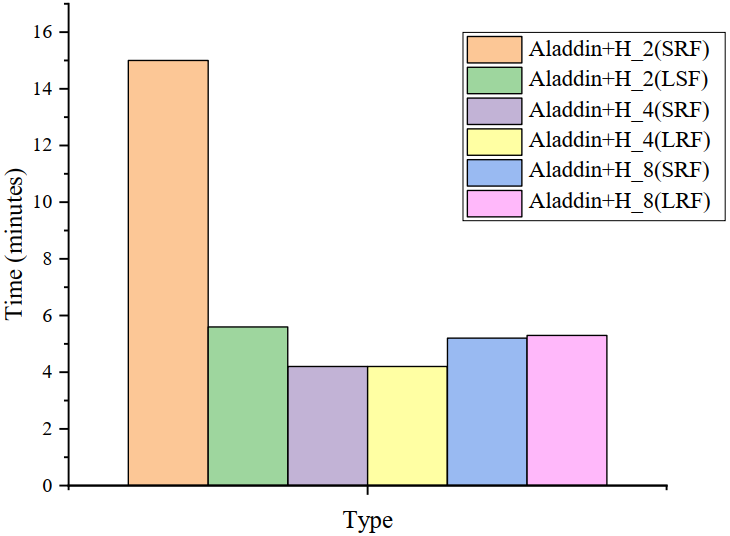 16
14
12
10
8
6
4
2
0
Time (minutes)
Type
Aladdin+H_2(SRF)
Aladdin+H_2(LSF)
Aladdin+H_4(SRF)
Aladdin+H_4(LRF)
Aladdin+H_8(SRF)
Aladdin+H_8(LRF)